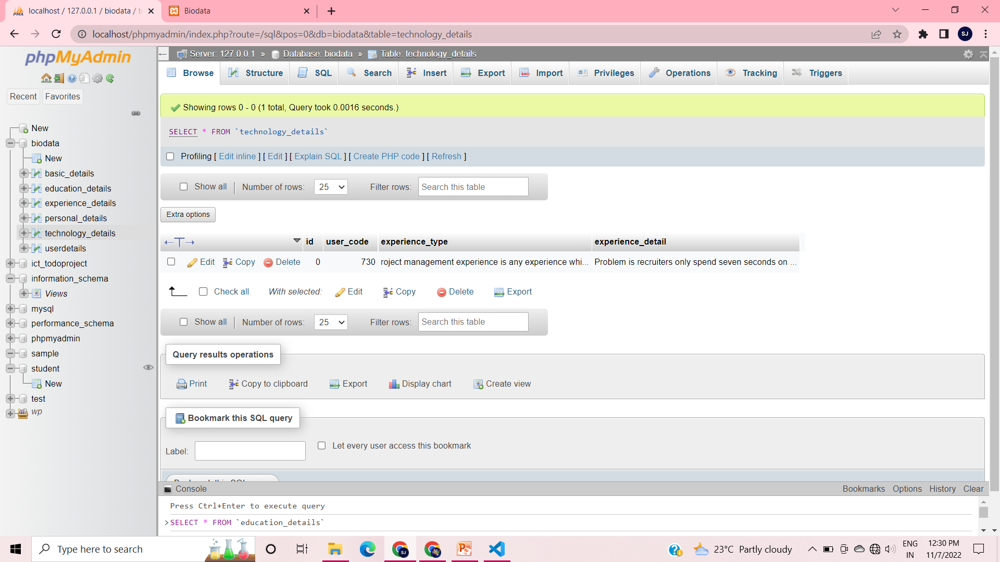 localhost / 127.0.0.1 / biodata / te
Biodata
localhost/phpmyadmin/index.php?route=/sql&pos=0&db=biodata&table=technology_details
SJ
phpMyAdmin
Recent Favorites
New
biodata
New
basic_details
education_details
experience_details
personal_details
technology_details
userdetails
ict_todoproject
information_schema
Views
mysql
performance_schema
phpmyadmin
sample
student
New
test
wp
Server: 127.0.0.1 » Database: biodata » Table: technology_details
Browse Structure SQL Search Insert Export Import Privileges Operations Tracking Triggers
Showing rows 0 - 0 (1 total, Query took 0.0016 seconds.)
SELECT * FROM `technology_details`
Profiling [ Edit inline ] [ Edit ] [ Explain SQL ] [ Create PHP code ] [ Refresh ]
Show all Number of rows: 25 Filter rows: Search this table
Extra options
id user_code experience_type experience_detail
Edit Copy Delete 0 730 roject management experience is any experience whi... Problem is recruiters only spend seven seconds on ...
Check all With selected: Edit Copy Delete Export
Show all Number of rows: 25 Filter rows: Search this table
Query results operations
Print Copy to clipboard Export Display chart Create view
Bookmark this SQL query
Label: Let every user access this bookmark
Console Bookmarks Options History Clear
Press Ctrl+Enter to execute query
>SELECT * FROM `education_details`
Type here to search
23°C Partly cloudy
ENG
IN
12:30 PM
11/7/2022